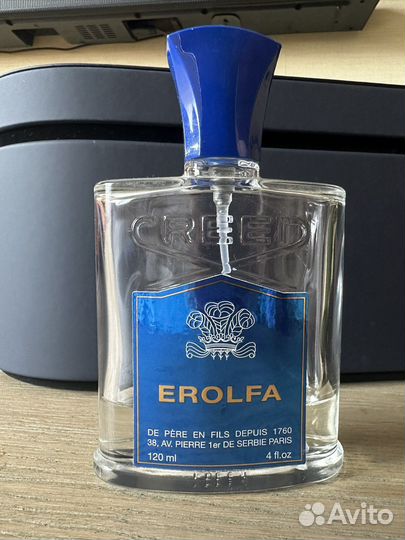 CREED
EROLFA
DE PÈRE EN FILS DEPUIS 1760
38, AV. PIERRE 1er DE SERBIE PARIS
120 ml 4 fl.oz
CREED
Avito